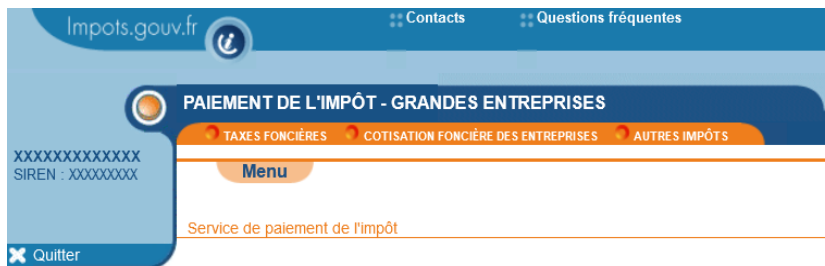 Impots.gouv.fr
Contacts
Questions fréquentes
PAIEMENT DE L'IMPÔT - GRANDES ENTREPRISES
TAXES FONCIÈRES COTISATION FONCIÈRE DES ENTREPRISES AUTRES IMPÔTS
XXXXXXXXXXXXX
SIREN : XXXXXXXXX
Menu
Service de paiement de l'impôt
Quitter